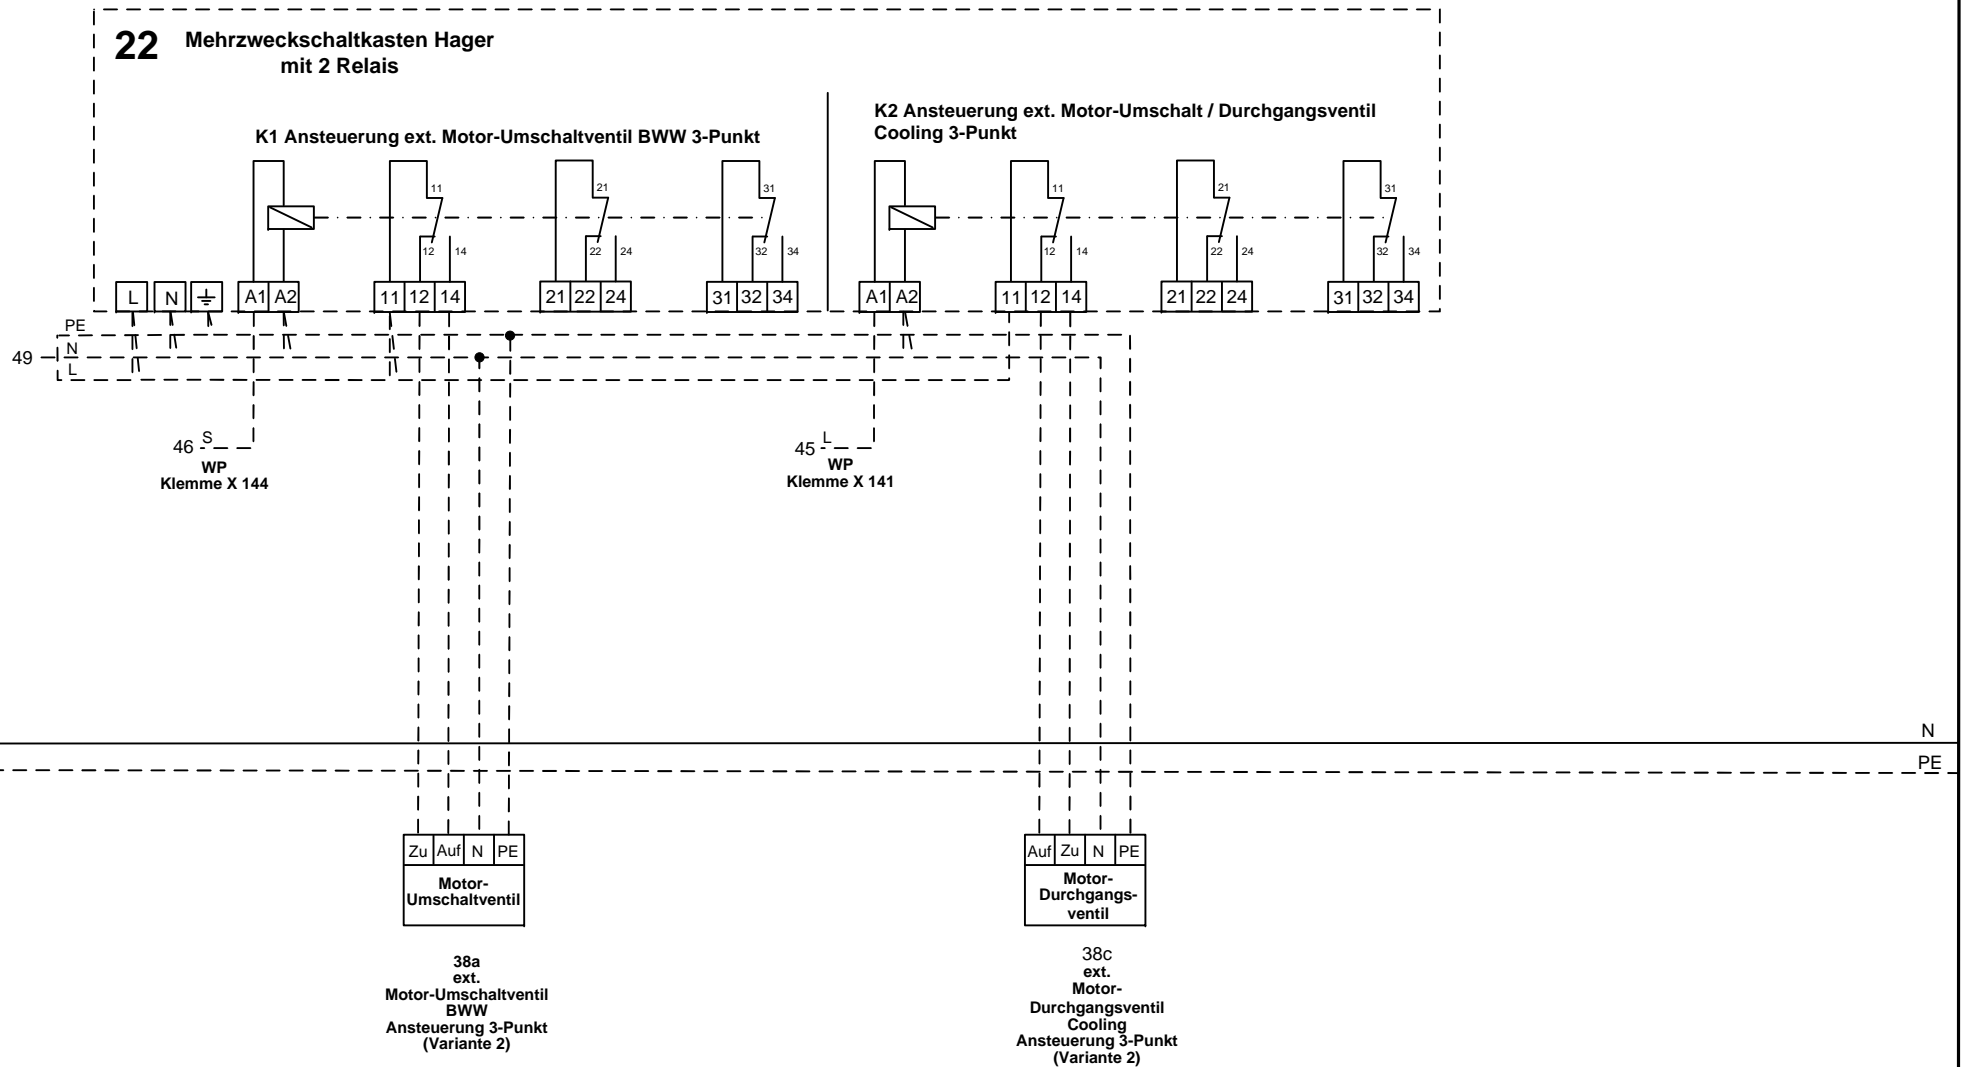 22 Mehrzweckschaltkasten Hager
mit 2 Relais
K1 Ansteuerung ext. Motor-Umschaltventil BWW 3-Punkt
K2 Ansteuerung ext. Motor-Umschalt / Durchgangsventil
Cooling 3-Punkt
11 21 31 11 21 31
12 14 22 24 32 34 12 14 22 24 32 34
L N A1 A2 11 12 14 21 22 24 31 32 34 A1 A2 11 12 14 21 22 24 31 32 34
PE
49 N
L
46 S
WP
Klemme X 144
45 L
WP
Klemme X 141
N
PE
Zu Auf N PE
Motor-
Umschaltventil
38a
ext.
Motor-Umschaltventil
BWW
Ansteuerung 3-Punkt
(Variante 2)
Auf Zu N PE
Motor-
Durchgangs-
ventil
38c
ext.
Motor-
Durchgangsventil
Cooling
Ansteuerung 3-Punkt
(Variante 2)